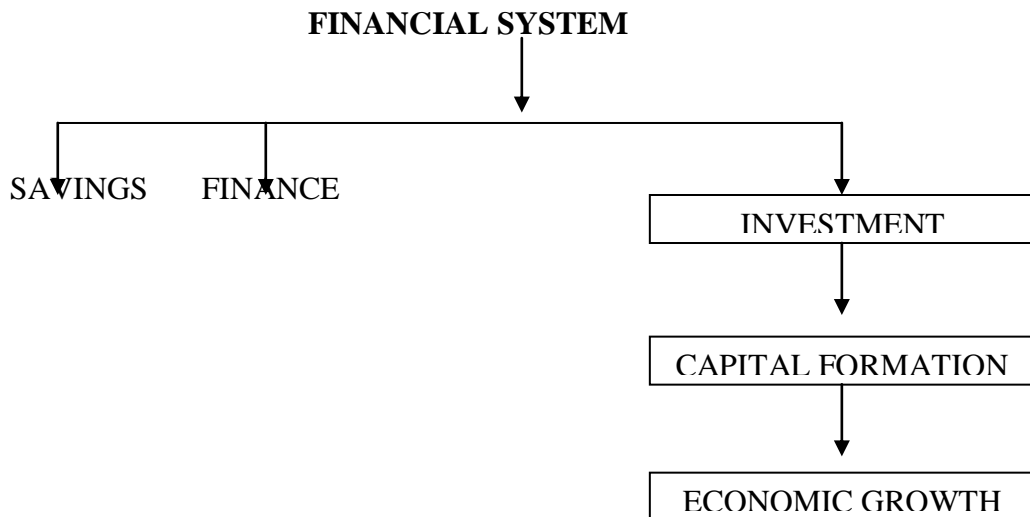 FINANCIAL SYSTEM
SAVINGS FINANCE
INVESTMENT
CAPITAL FORMATION
ECONOMIC GROWTH